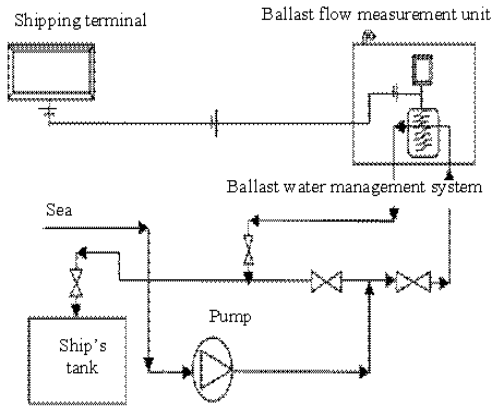 Shipping terminal
Ballast flow measurement unit
Ballast water management system
Sea
Pump
Ship's
tank